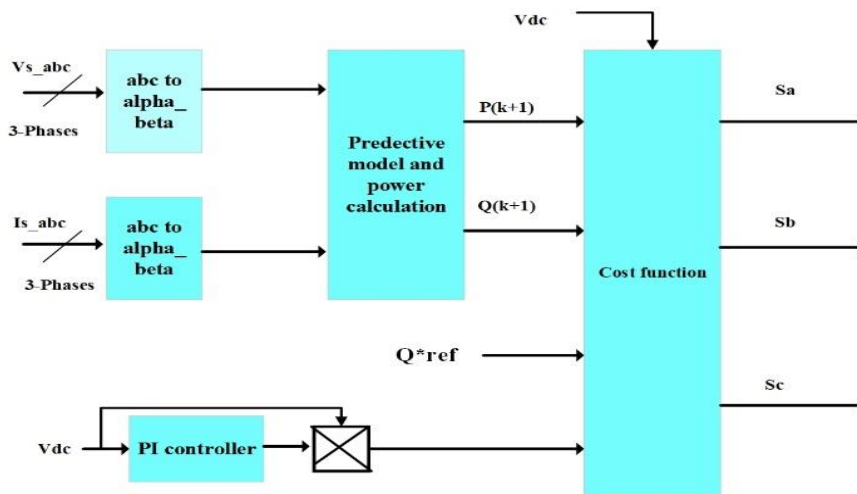 Vdc
Vs_abc
3-Phases
abc to
alpha_
beta
Predective
model and
power
calculation
P(k+1)
Q(k+1)
Is_abc
3-Phases
abc to
alpha_
beta
Cost function
Sa
Sb
Sc
Q*ref
Vdc
PI controller